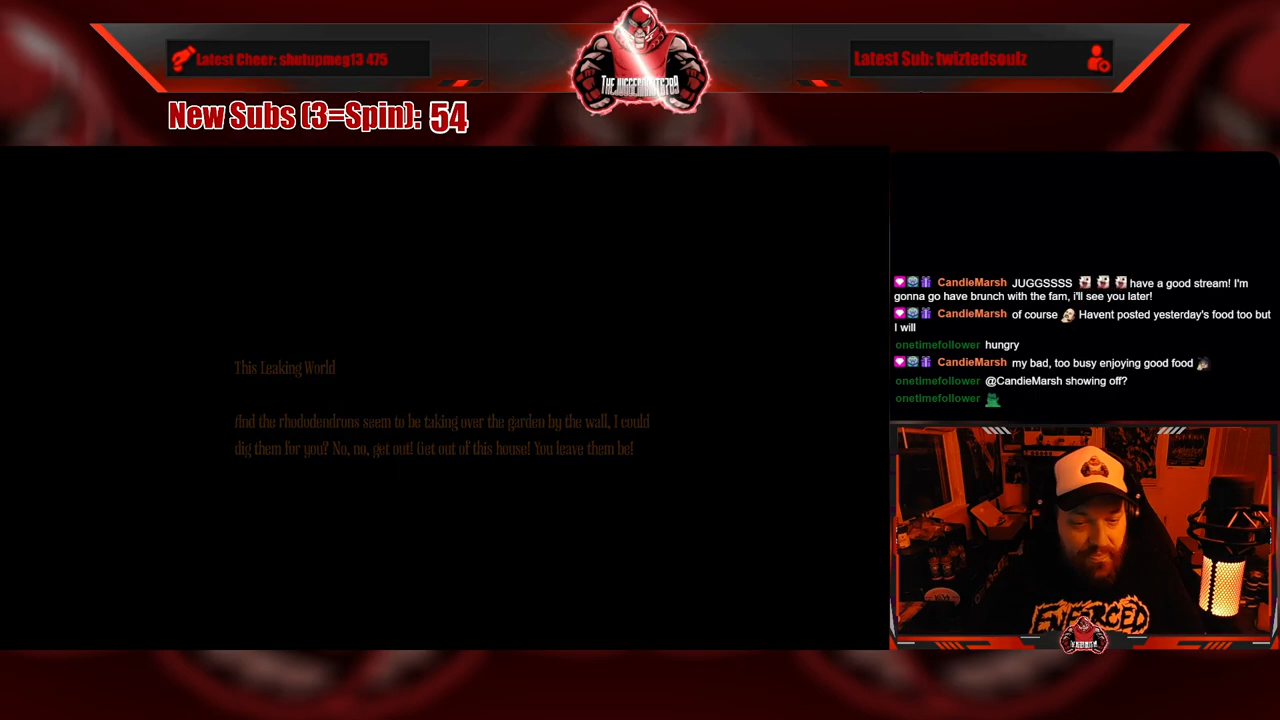 Latest Cheer: shutupmeg13 475
THEJUGGERNAUT6789
Latest Sub: twiztedsoulz
New Subs (3=Spin): 54
This Leaking World
And the rhododendrons seem to be taking over the garden by the wall, I could
dig them for you? No, no, get out! Get out of this house! You leave them be!
CandieMarsh JUGGSSSS have a good stream! I'm
gonna go have brunch with the fam, i'll see you later!
CandieMarsh of course Havent posted yesterday's food too but
I will
onetimefollower hungry
CandieMarsh my bad, too busy enjoying good food
onetimefollower @CandieMarsh showing off?
onetimefollower
ENFORCED